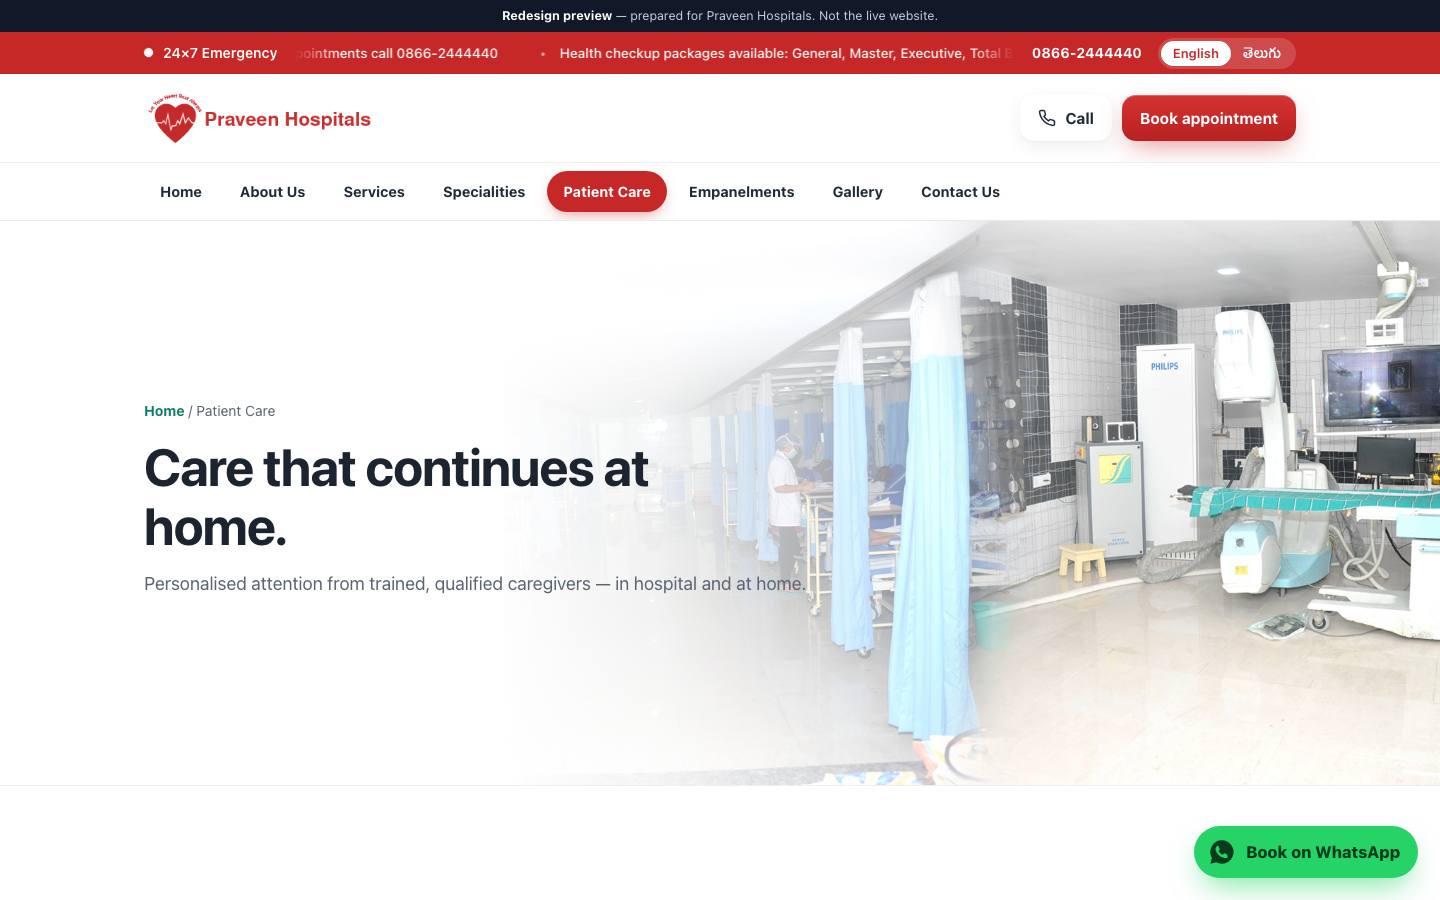 Redesign preview — prepared for Praveen Hospitals. Not the live website.
24×7 Emergency
call 0866-2444440
• Health checkup packages available: General, Master, Executive, Total
0866-2444440
English
తెలుగు
Praveen Hospitals
Call
Book appointment
Home
About Us
Services
Specialities
Patient Care
Empanelments
Gallery
Contact Us
PHILIPS
PHILIPS
Home / Patient Care
Care that continues at
home.
Personalised attention from trained, qualified caregivers — in hospital and at home.
Book on WhatsApp